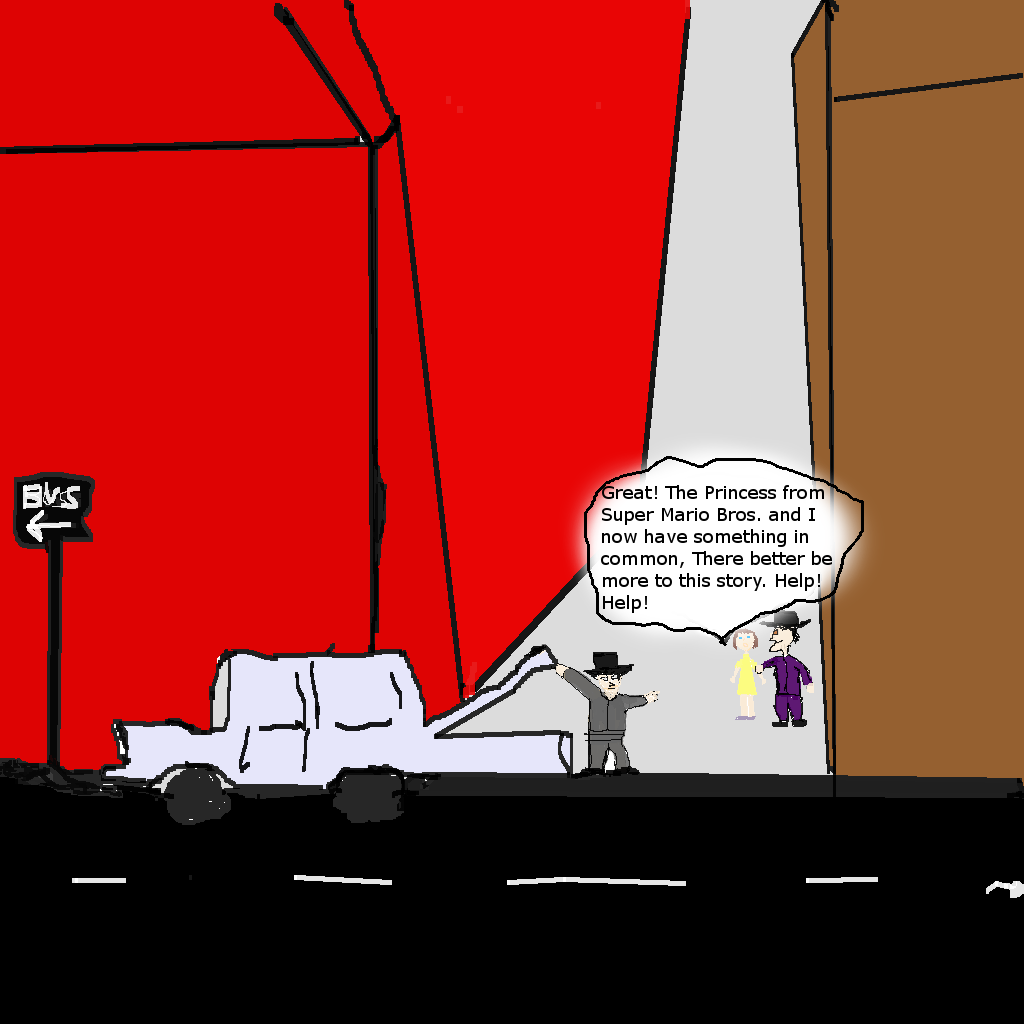 BUS
Great! The Princess from
Super Mario Bros. and I
now have something in
common, There better be
more to this story. Help!
Help!